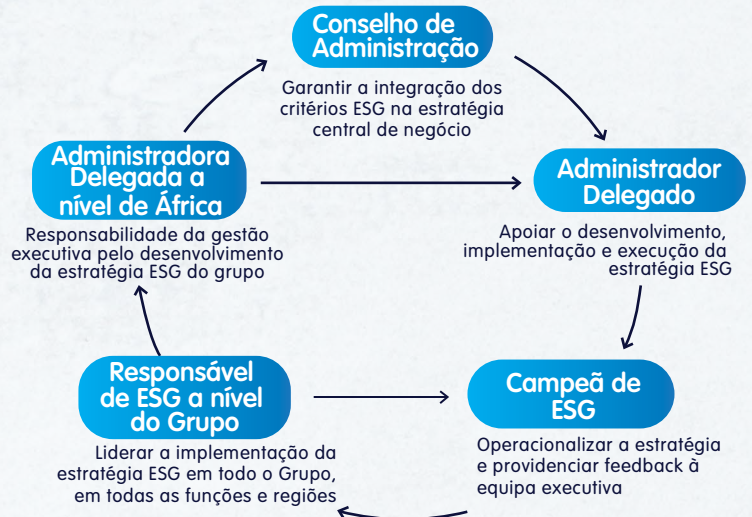 Conselho de
Administração
Garantir a integração dos
critérios ESG na estratégia
central de negócio
Administradora
Delegada a
nível de África
Responsabilidade da gestão
executiva pelo desenvolvimento
da estratégia ESG do grupo
Administrador
Delegado
Apoiar o desenvolvimento,
implementação e execução da
estratégia ESG
Responsável
de ESG a nível
do Grupo
Liderar a implementação da
estratégia ESG em todo o Grupo,
em todas as funções e regiões
Campeã de
ESG
Operacionalizar a estratégia
e providenciar feedback à
equipa executiva